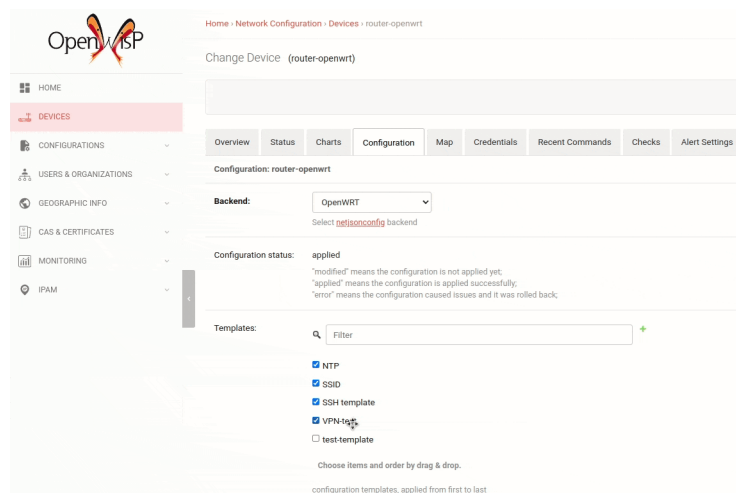 OpenWISP
Home › Network Configuration › Devices › router-openwrt
Change Device (router-openwrt)
HOME
DEVICES
CONFIGURATIONS
USERS & ORGANIZATIONS
GEOGRAPHIC INFO
CAS & CERTIFICATES
MONITORING
IPAM
Overview Status Charts Configuration Map Credentials Recent Commands Checks Alert Settings
Configuration: router-openwrt
Backend: OpenWRT
Select netjsonconfig backend
Configuration status: applied
"modified" means the configuration is not applied yet;
"applied" means the configuration is applied successfully;
"error" means the configuration caused issues and it was rolled back;
Templates: Filter
NTP
SSID
SSH template
VPN-test
test-template
Choose items and order by drag & drop.
configuration templates, applied from first to last